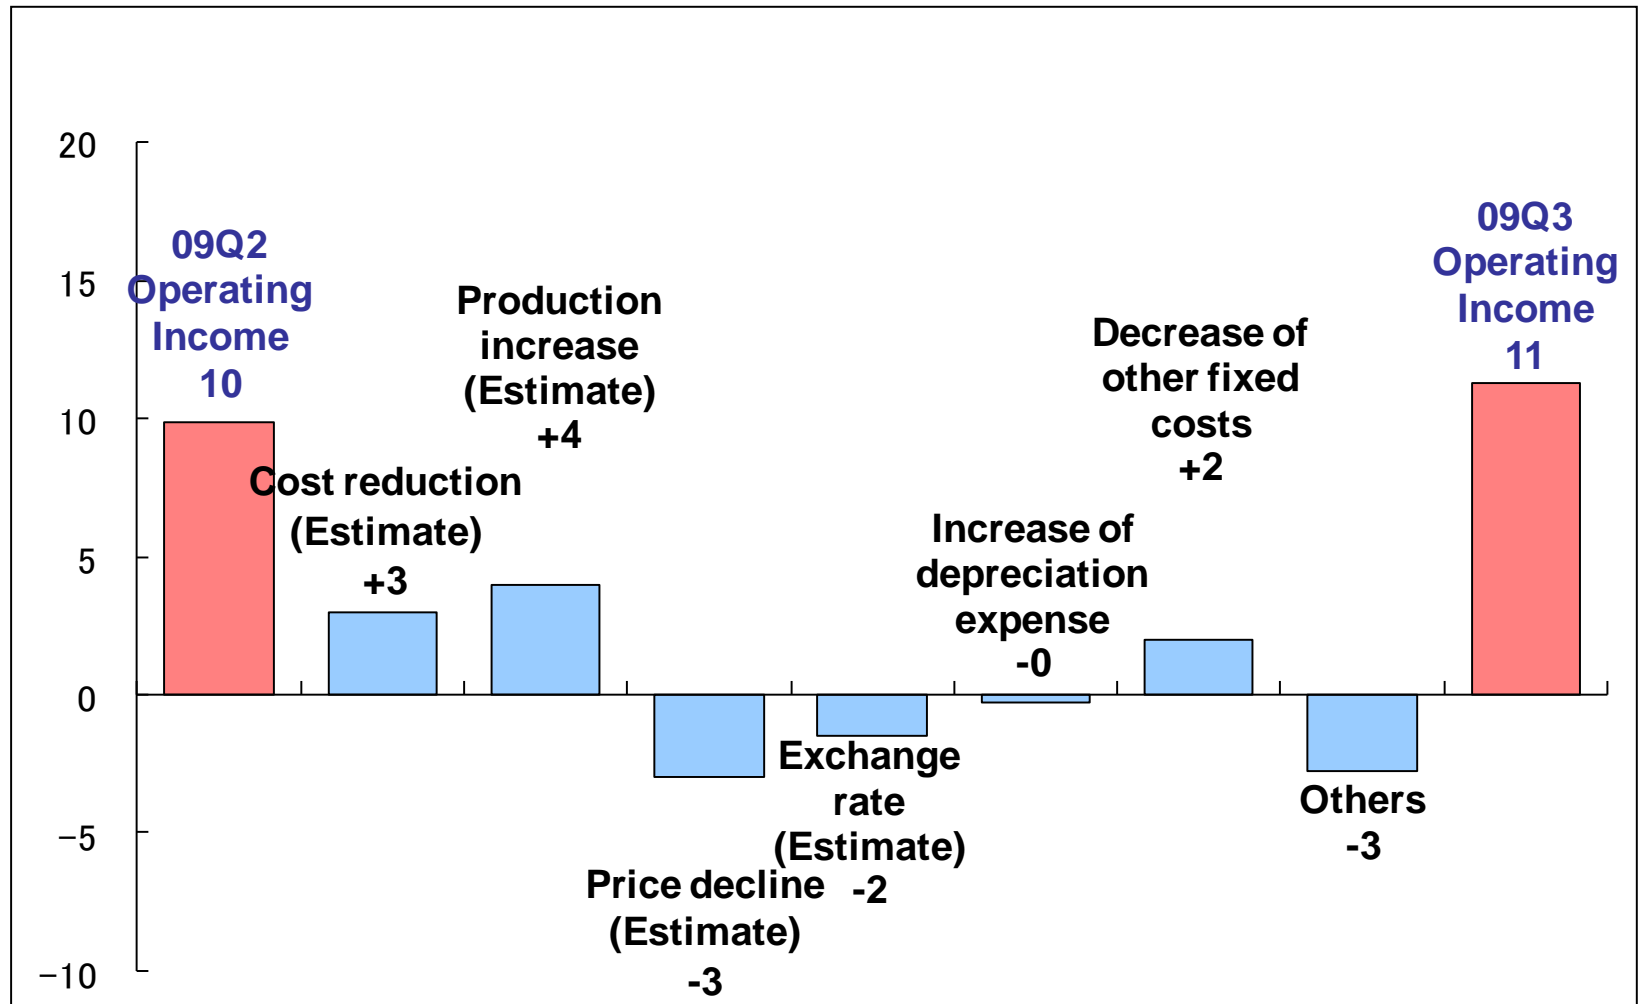 20
15
10
5
0
−5
−10
09Q2
Operating
Income
10
Cost reduction
(Estimate)
+3
Production
increase
(Estimate)
+4
Price decline
(Estimate)
-3
Exchange
rate
(Estimate)
-2
Increase of
depreciation
expense
-0
Decrease of
other fixed
costs
+2
Others
-3
09Q3
Operating
Income
11